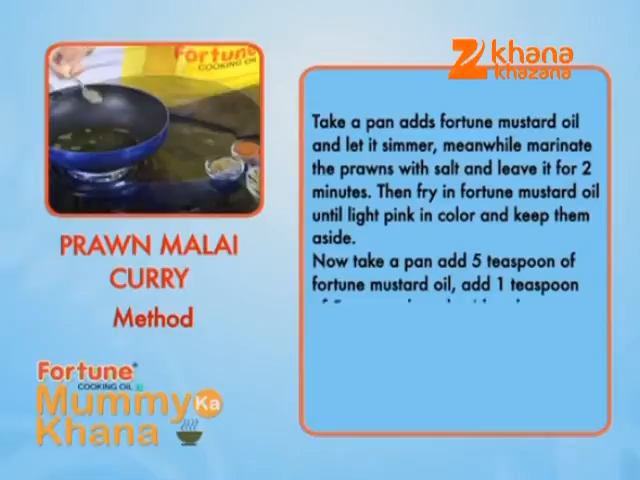 Fortune
COOKING OIL
Z khana
khazana
Take a pan adds fortune mustard oil
and let it simmer, meanwhile marinate
the prawns with salt and leave it for 2
minutes. Then fry in fortune mustard oil
until light pink in color and keep them
aside.
Now take a pan add 5 teaspoon of
fortune mustard oil, add 1 teaspoon
PRAWN MALAI
CURRY
Method
Fortune
COOKING OIL
Mummy Ka
Khana